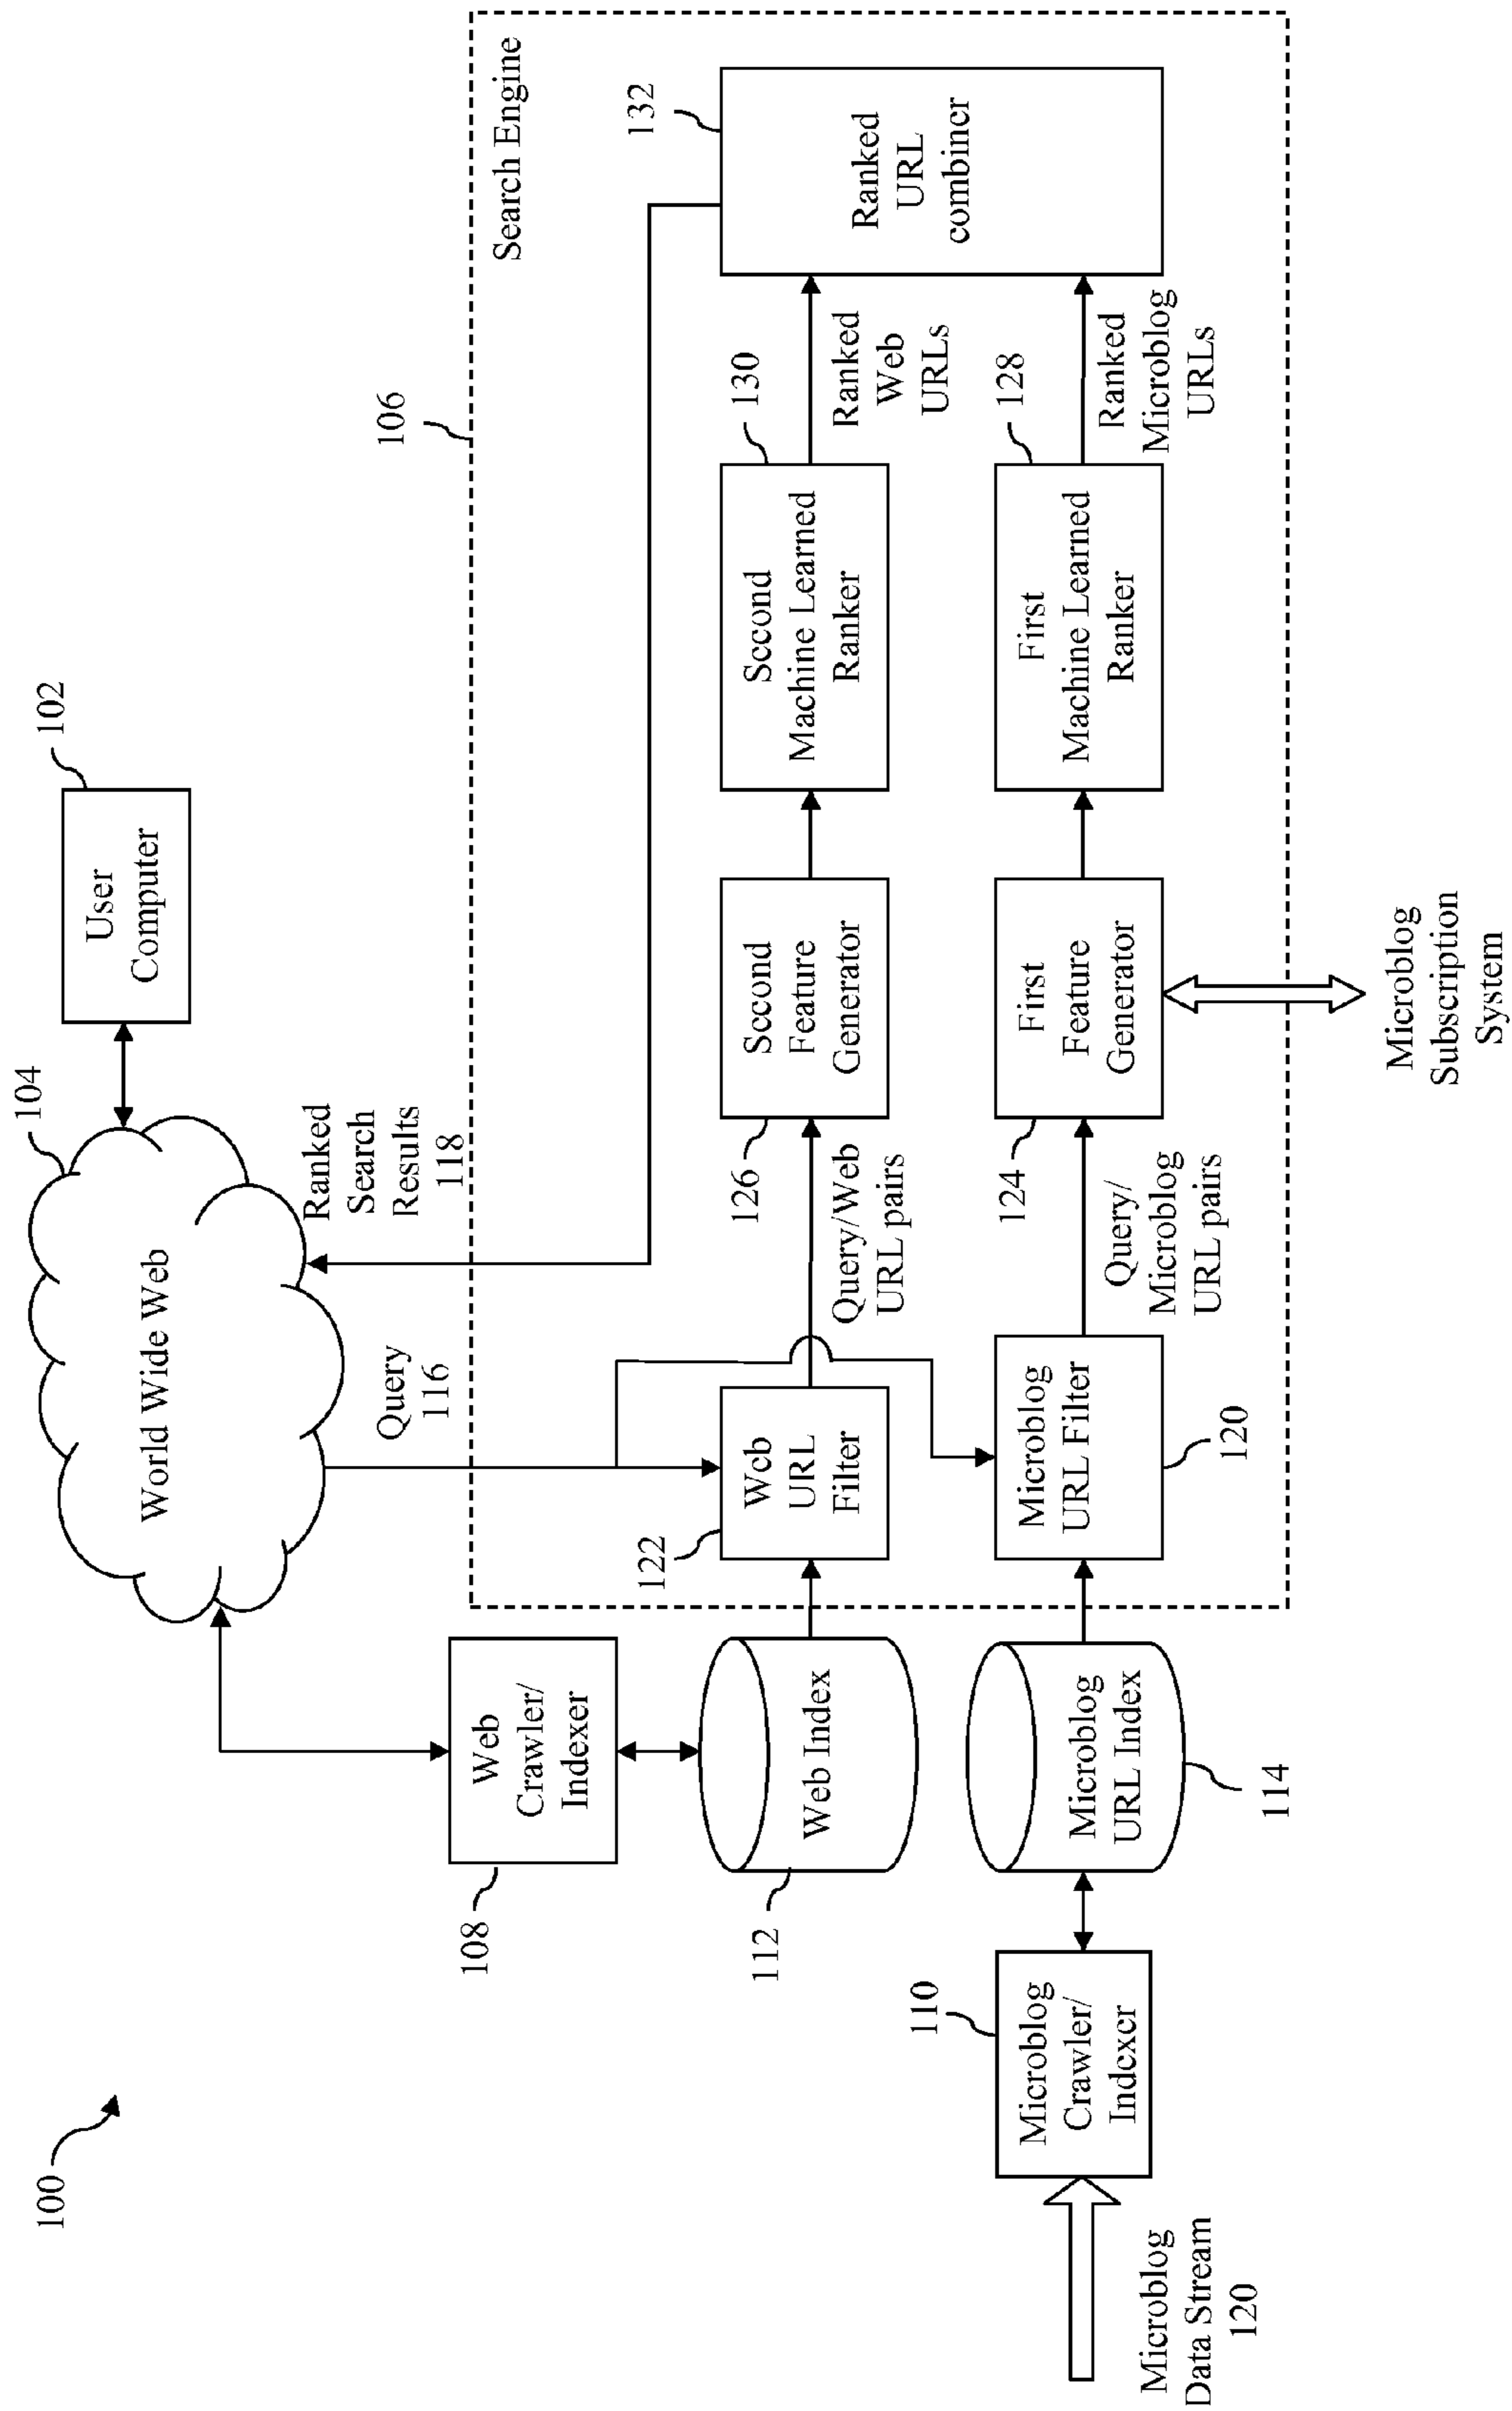 100
104
102
User
Computer
World Wide Web
Query
116
Ranked
Search
Results
118
106
Search Engine
108
Web
Crawler/
Indexer
112
Web Index
122
Web
URL
Filter
Query/Web
URL pairs
126
Second
Feature
Generator
Second
Machine Learned
Ranker
130
Ranked
Web
URLs
132
Ranked
URL
combiner
Microblog
Data Stream
120
110
Microblog
Crawler/
Indexer
Microblog
URL Index
114
Microblog
URL Filter
120
Query/
Microblog
URL pairs
124
First
Feature
Generator
First
Machine Learned
Ranker
128
Ranked
Microblog
URLs
Microblog
Subscription
System